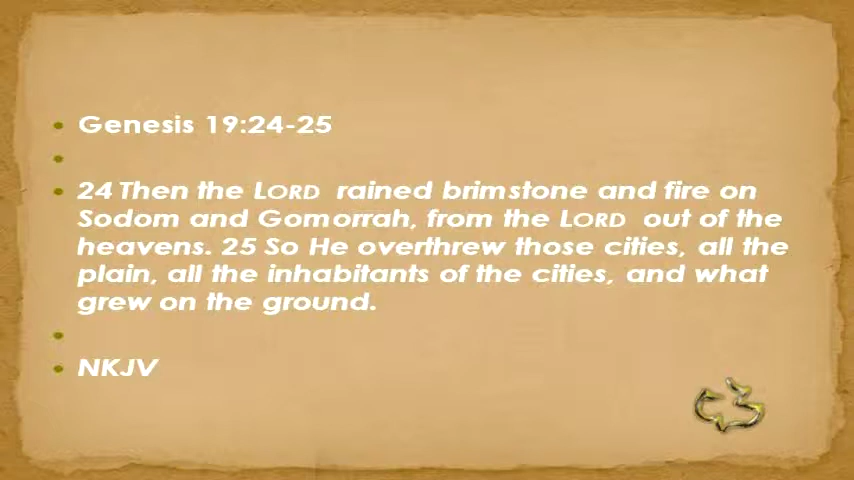 Genesis 19:24-25
24 Then the LORD rained brimstone and fire on
Sodom and Gomorrah, from the LORD out of the
heavens. 25 So He overthrew those cities, all the
plain, all the inhabitants of the cities, and what
grew on the ground.
NKJV